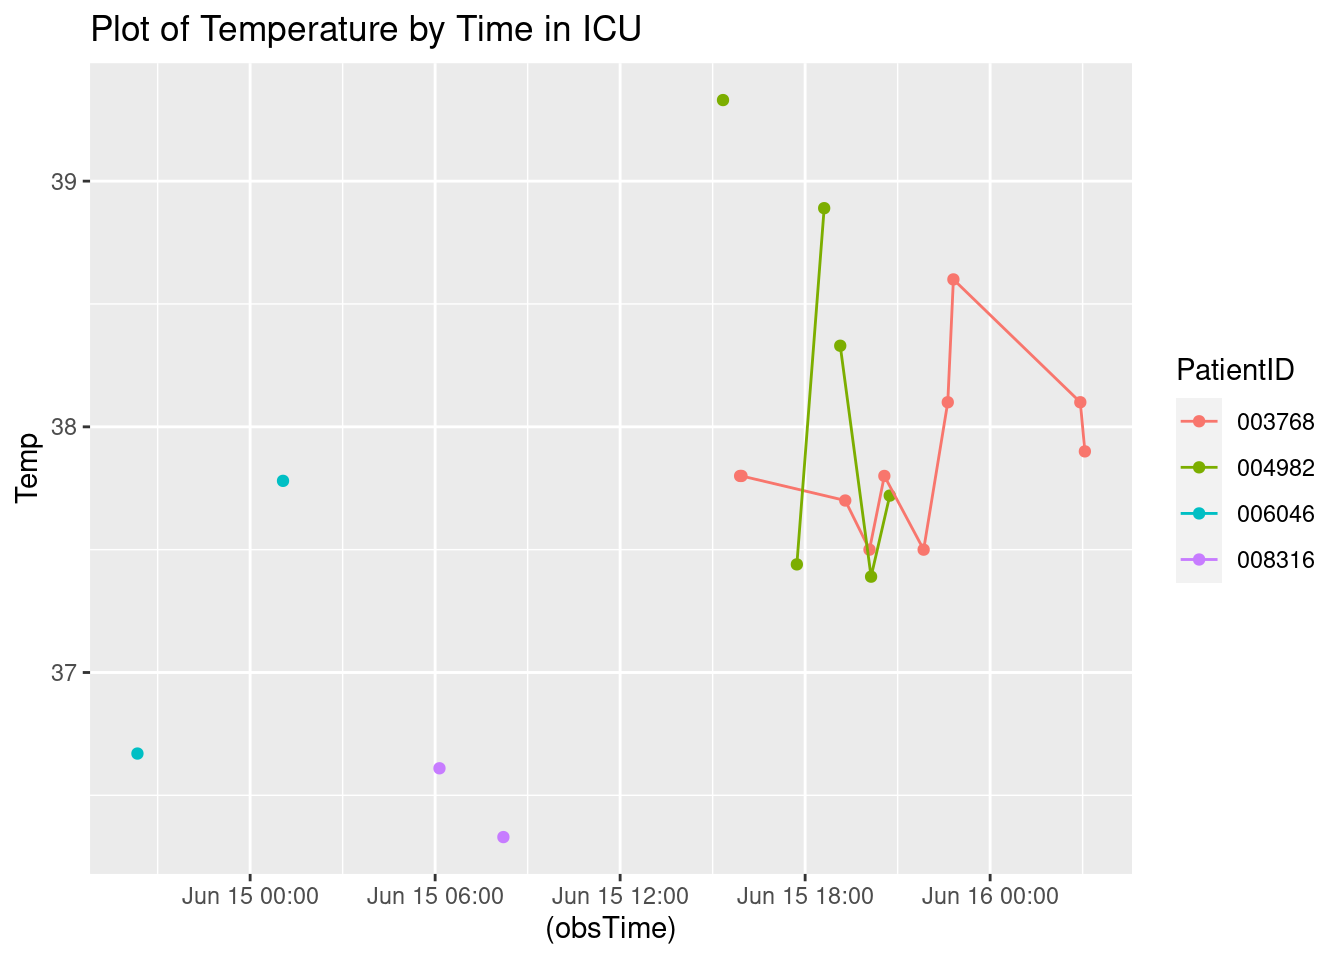 Plot of Temperature by Time in ICU
Temp
39
38
37
Jun 15 00:00
Jun 15 06:00
Jun 15 12:00
Jun 15 18:00
Jun 16 00:00
(obsTime)
PatientID
003768
004982
006046
008316